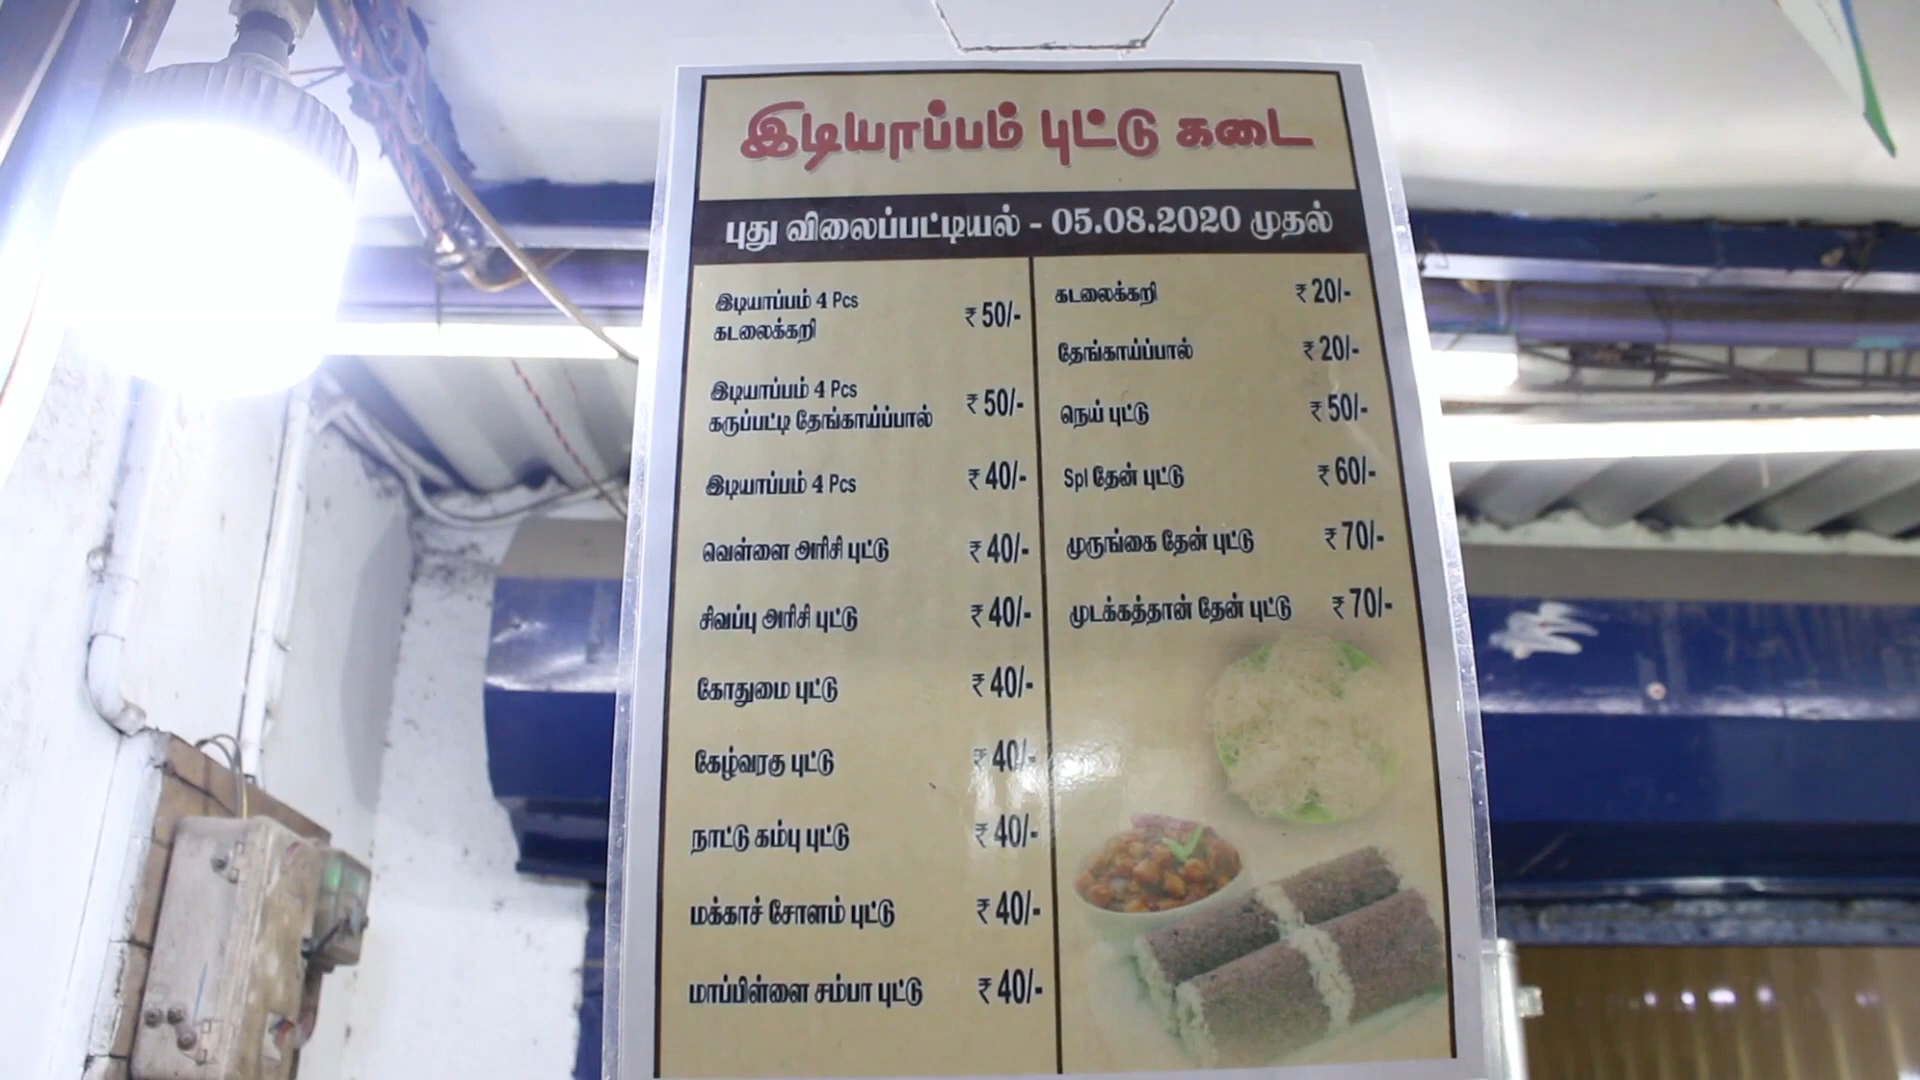 இடியாப்பம் புட்டு கடை
புது விலைப்பட்டியல் - 05.08.2020 முதல்
இடியாப்பம் 4 Pcs
கடலைக்கறி ₹ 50/-
இடியாப்பம் 4 Pcs
கருப்பட்டி தேங்காய்ப்பால் ₹ 50/-
இடியாப்பம் 4 Pcs ₹ 40/-
வெள்ளை அரிசி புட்டு ₹ 40/-
சிவப்பு அரிசி புட்டு ₹ 40/-
கோதுமை புட்டு ₹ 40/-
கேழ்வரகு புட்டு ₹ 40/-
நாட்டு கம்பு புட்டு ₹ 40/-
மக்காச் சோளம் புட்டு ₹ 40/-
மாப்பிள்ளை சம்பா புட்டு ₹ 40/-
கடலைக்கறி ₹ 20/-
தேங்காய்ப்பால் ₹ 20/-
நெய் புட்டு ₹ 50/-
Spl தேன் புட்டு ₹ 60/-
முருங்கை தேன் புட்டு ₹ 70/-
முடக்கத்தான் தேன் புட்டு ₹ 70/-